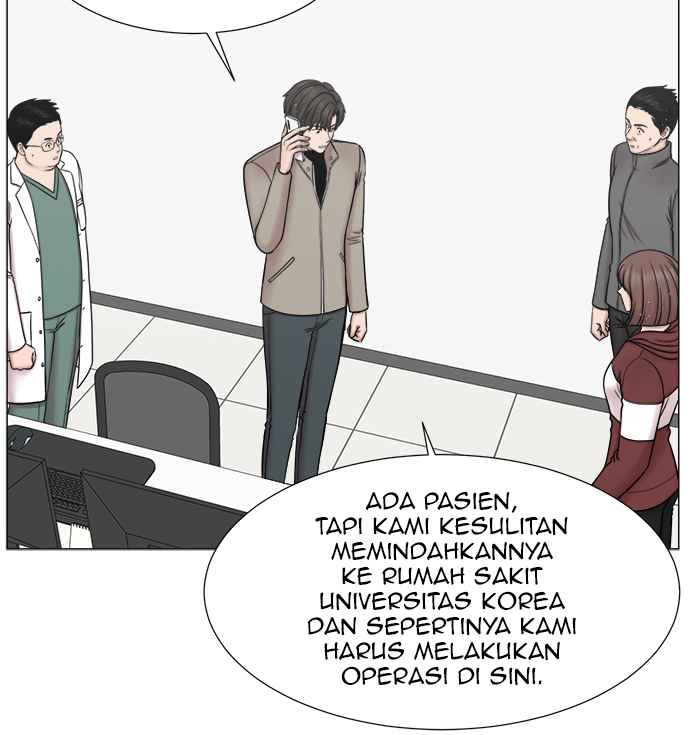 ADA PASIEN,
TAPI KAMI KESULITAN
MEMINDAHKANNYA
KE RUMAH SAKIT
UNIVERSITAS KOREA
DAN SEPERTINYA KAMI
HARUS MELAKUKAN
OPERASI DI SINI.